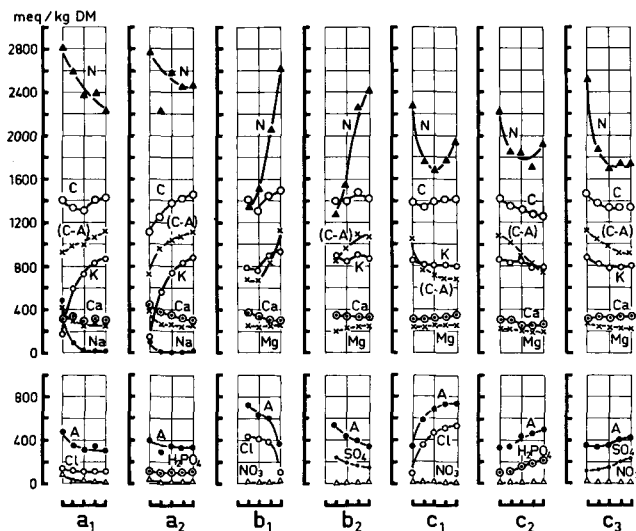 meq/kg DM
2800
2400
2000
1600
1200
800
400
0
N
C
(C-A)
K
Ca
Na
N
C
(C-A)
K
Ca
Na
N
C
K
Ca
Mg
N
C
(C-A)
K
Ca
Mg
N
C
K
(C-A)
Ca
Mg
N
C
(C-A)
K
Ca
Mg
N
C
(C-A)
K
Ca
Mg
800
400
0
A
Cl
A
H₂PO₄
A
Cl
NO₃
A
SO₄
A
Cl
NO₃
A
H₂PO₄
A
SO₄
NO₃
a₁ a₂ b₁ b₂ c₁ c₂ c₃